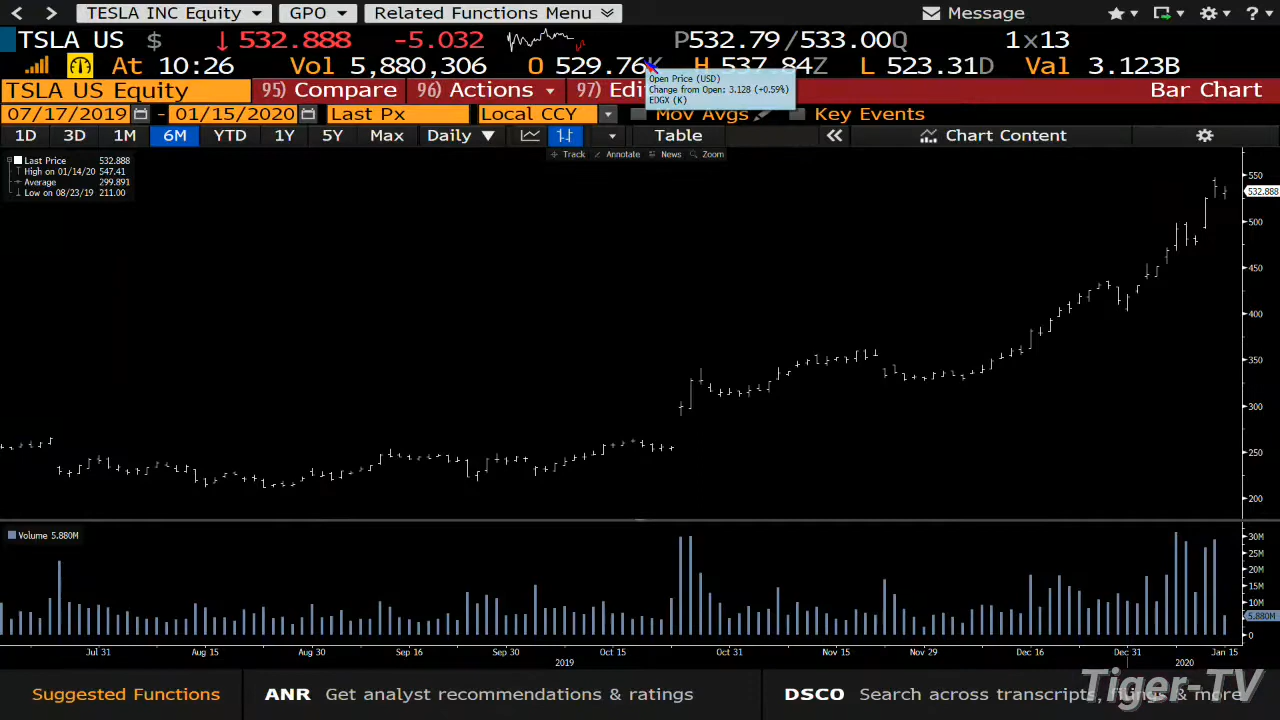 TESLA INC Equity GPO Related Functions Menu Message
TSLA US $ ↓ 532.888 -5.032 P532.79/533.00Q 1x13
At 10:26 Vol 5,880,306 O 529.76K H 537.84Z L 523.31D Val 3.123B
Open Price (USD)
Change from Open: 3.128 (+0.59%)
EDGX (K)
TSLA US Equity 95) Compare 96) Actions 97) Edi Bar Chart
07/17/2019 - 01/15/2020 Last Px Local CCY Mov Avgs Key Events
1D 3D 1M 6M YTD 1Y 5Y Max Daily ▼ Table « Chart Content
Track Annotate News Zoom
Last Price 532.888
High on 01/14/20 547.41
Average 299.891
Low on 08/23/19 211.00
550
532.888
500
450
400
350
300
250
200
Volume 5.880M
30M
25M
20M
15M
10M
5.880M
0
Jul 31 Aug 15 Aug 30 Sep 16 Sep 30 Oct 15 Oct 31 Nov 15 Nov 29 Dec 16 Dec 31 Jan 15
2019 2020
Suggested Functions ANR Get analyst recommendations & ratings DSCO Search across transcripts, filings & more
Tiger-TV